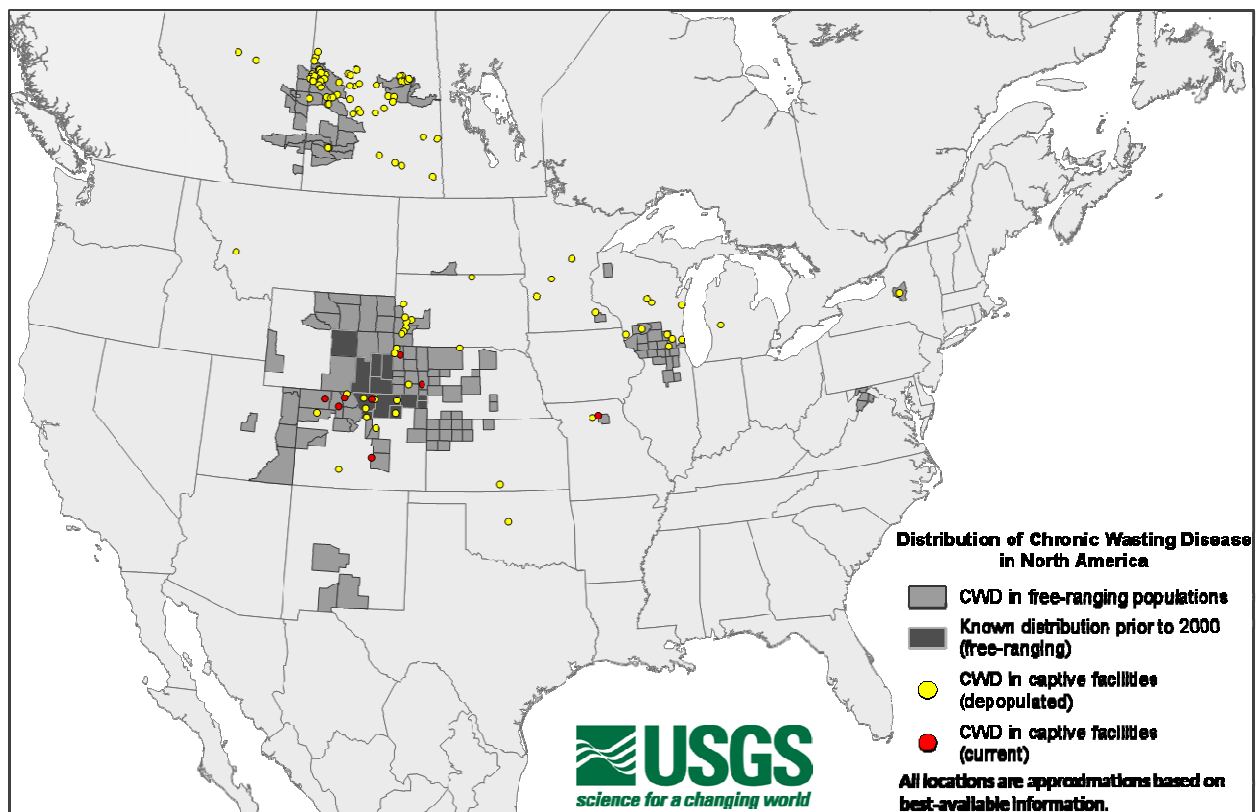 Distribution of Chronic Wasting Disease
in North America
CWD in free-ranging populations
Known distribution prior to 2000
(free-ranging)
CWD in captive facilities
(depopulated)
CWD in captive facilities
(current)
All locations are approximations based on
best-available information.
USGS
science for a changing world